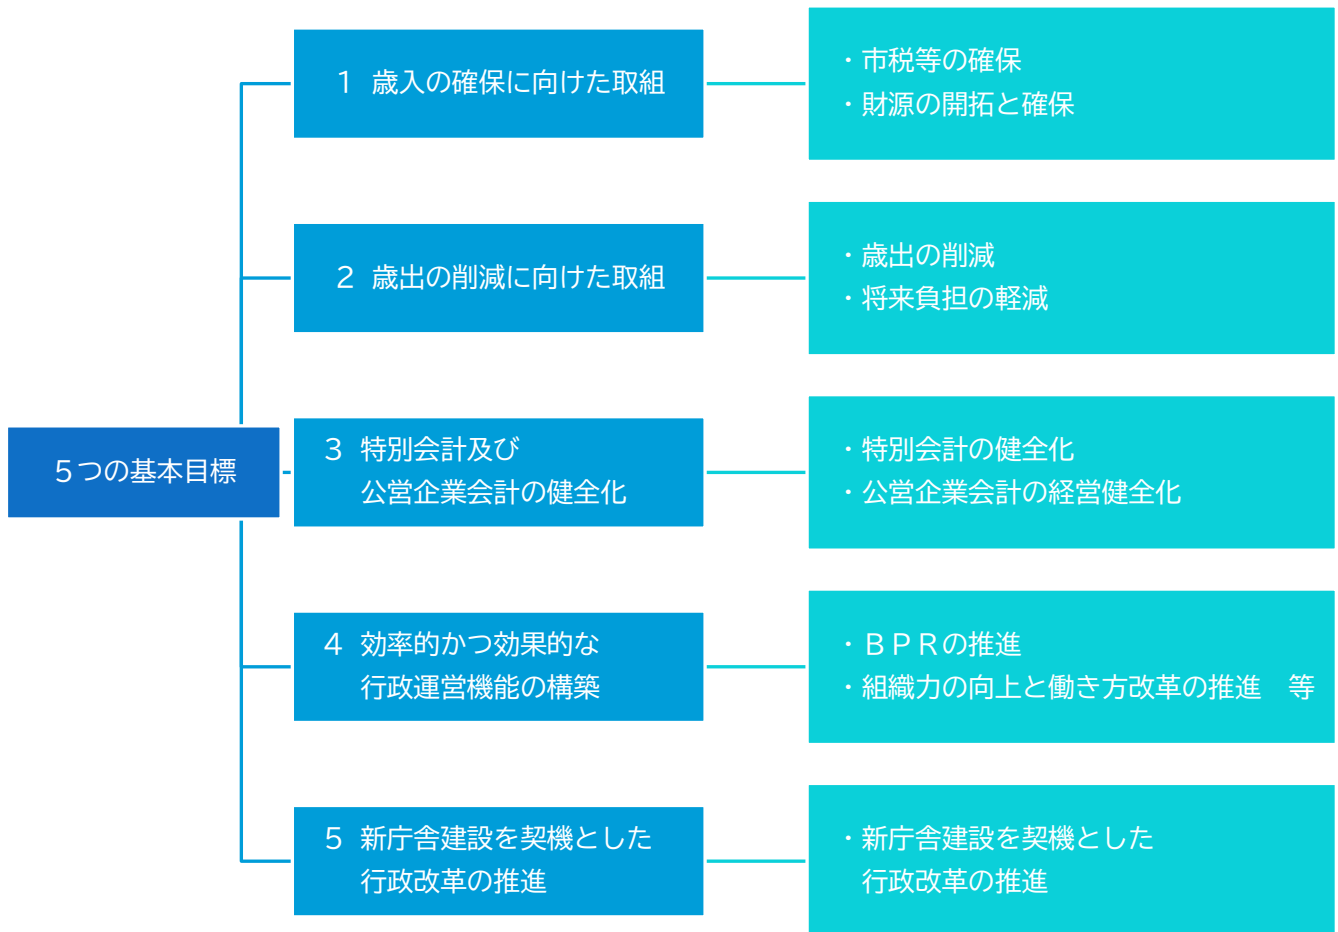 5つの基本目標
1 歳入の確保に向けた取組
・市税等の確保
・財源の開拓と確保
2 歳出の削減に向けた取組
・歳出の削減
・将来負担の軽減
3 特別会計及び
公営企業会計の健全化
・特別会計の健全化
・公営企業会計の経営健全化
4 効率的かつ効果的な
行政運営機能の構築
・ＢＰＲの推進
・組織力の向上と働き方改革の推進　等
5 新庁舎建設を契機とした
行政改革の推進
・新庁舎建設を契機とした
行政改革の推進